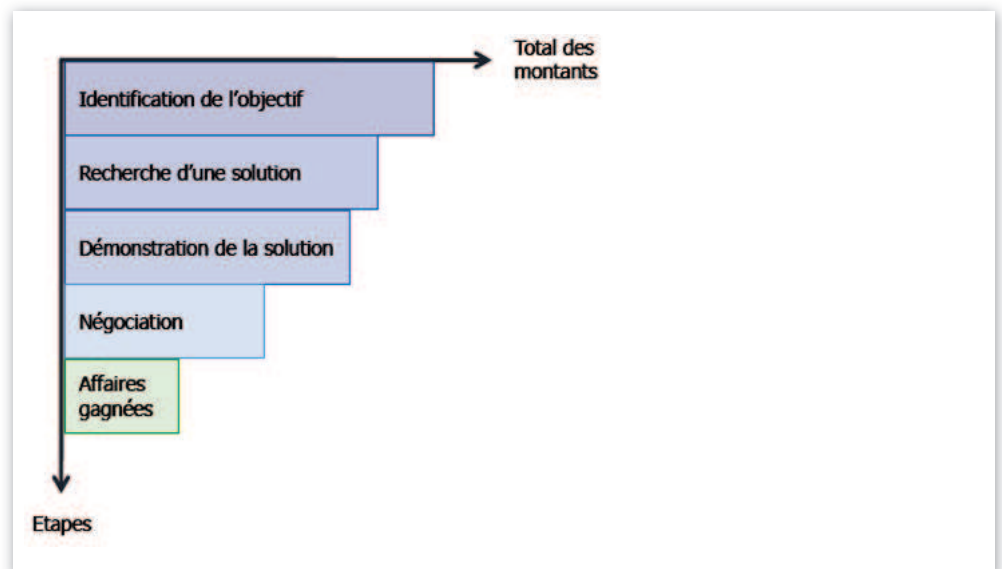 Total des
montants
Identification de l'objectif
Recherche d'une solution
Démonstration de la solution
Négociation
Affaires
gagnées
Etapes